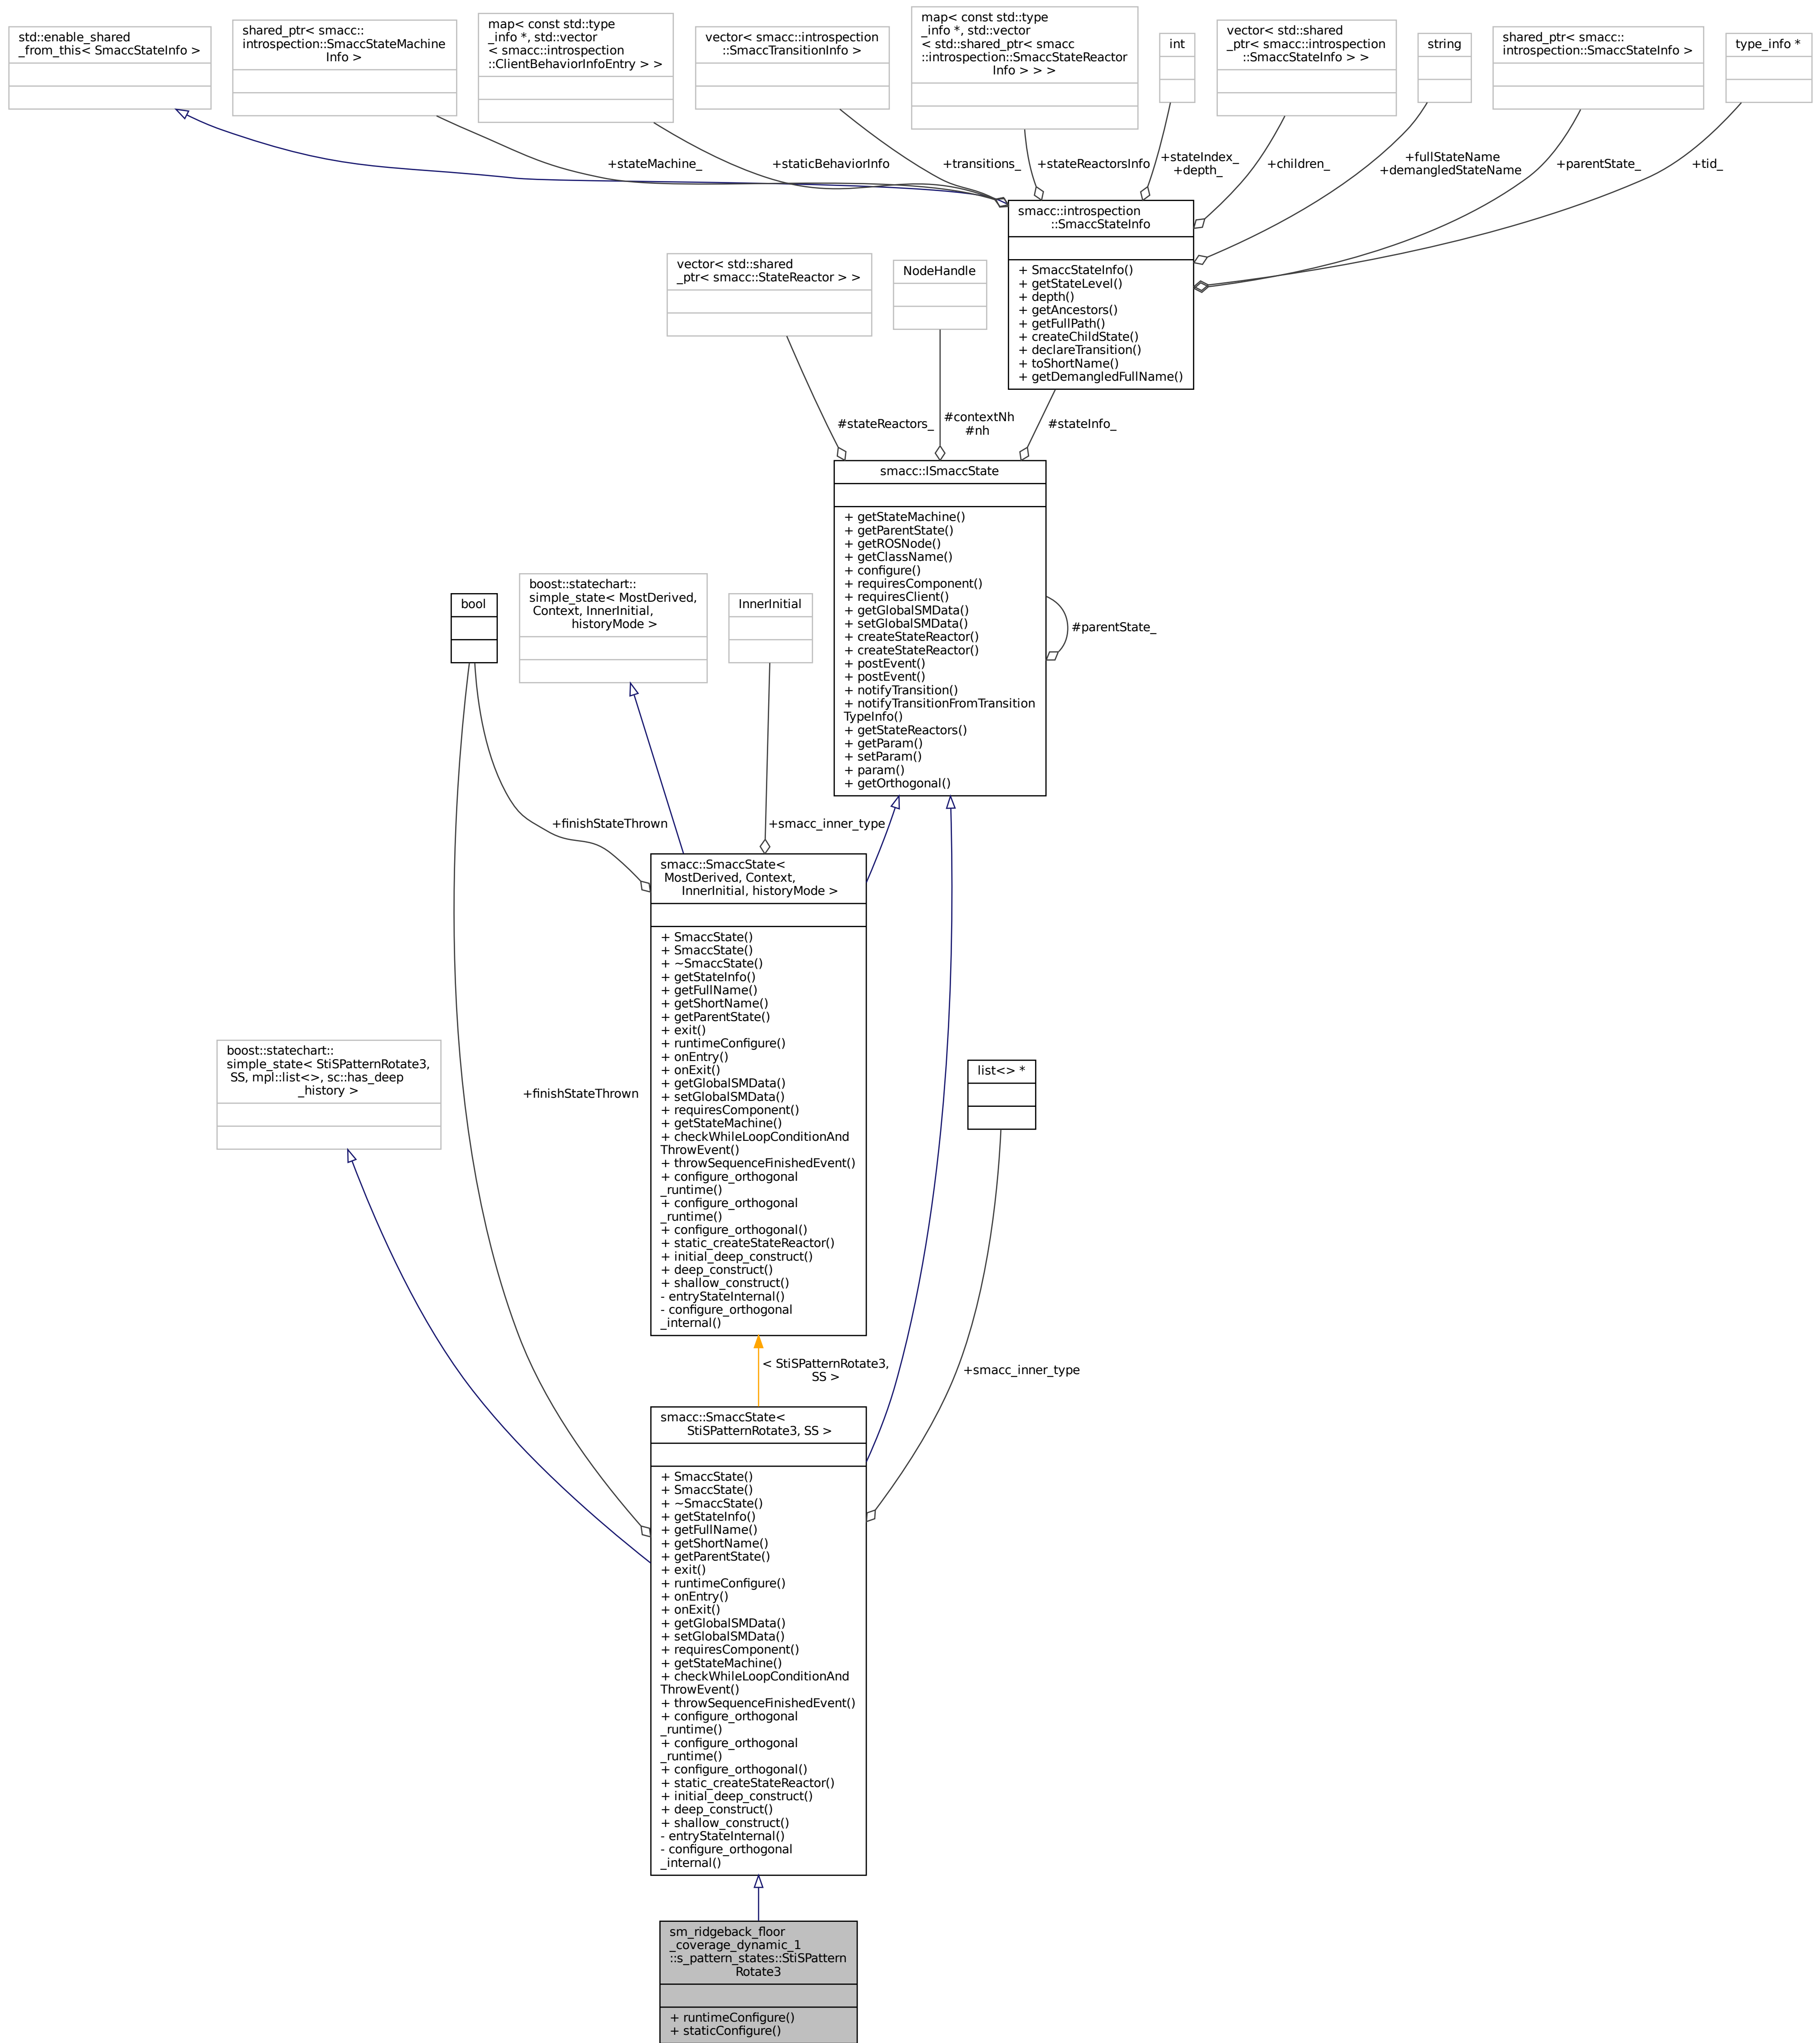 std::enable_shared
_from_this< SmaccStateInfo >
shared_ptr< smacc::
introspection::SmaccStateMachine
Info >
map< const std::type
_info *, std::vector
< smacc::introspection
::ClientBehaviorInfoEntry > >
vector< smacc::introspection
::SmaccTransitionInfo >
map< const std::type
_info *, std::vector
< std::shared_ptr< smacc
::introspection::SmaccStateReactor
Info > > >
int
vector< std::shared
_ptr< smacc::introspection
::SmaccStateInfo > >
string
shared_ptr< smacc::
introspection::SmaccStateInfo >
type_info *
+stateMachine_
+staticBehaviorInfo
+transitions_
+stateReactorsInfo
+stateIndex_
+depth_
+children_
+fullStateName
+demangledStateName
+parentState_
+tid_
smacc::introspection
::SmaccStateInfo
+ SmaccStateInfo()
+ getStateLevel()
+ depth()
+ getAncestors()
+ getFullPath()
+ createChildState()
+ declareTransition()
+ toShortName()
+ getDemangledFullName()
vector< std::shared
_ptr< smacc::StateReactor > >
NodeHandle
#stateReactors_
#contextNh
#nh
#stateInfo_
smacc::ISmaccState
+ getStateMachine()
+ getParentState()
+ getROSNode()
+ getClassName()
+ configure()
+ requiresComponent()
+ requiresClient()
+ getGlobalSMData()
+ setGlobalSMData()
+ createStateReactor()
+ createStateReactor()
+ postEvent()
+ postEvent()
+ notifyTransition()
+ notifyTransitionFromTransition
TypeInfo()
+ getStateReactors()
+ getParam()
+ setParam()
+ param()
+ getOrthogonal()
#parentState_
bool
boost::statechart::
simple_state< MostDerived,
Context, InnerInitial,
historyMode >
InnerInitial
+finishStateThrown
+smacc_inner_type
smacc::SmaccState<
MostDerived, Context,
InnerInitial, historyMode >
+ SmaccState()
+ SmaccState()
+ ~SmaccState()
+ getStateInfo()
+ getFullName()
+ getShortName()
+ getParentState()
+ exit()
+ runtimeConfigure()
+ onEntry()
+ onExit()
+ getGlobalSMData()
+ setGlobalSMData()
+ requiresComponent()
+ getStateMachine()
+ checkWhileLoopConditionAnd
ThrowEvent()
+ throwSequenceFinishedEvent()
+ configure_orthogonal
_runtime()
+ configure_orthogonal
_runtime()
+ configure_orthogonal()
+ static_createStateReactor()
+ initial_deep_construct()
+ deep_construct()
+ shallow_construct()
- entryStateInternal()
- configure_orthogonal
_internal()
boost::statechart::
simple_state< StiSPatternRotate3,
SS, mpl::list<>, sc::has_deep
_history >
+finishStateThrown
list<> *
< StiSPatternRotate3,
SS >
+smacc_inner_type
smacc::SmaccState<
StiSPatternRotate3, SS >
+ SmaccState()
+ SmaccState()
+ ~SmaccState()
+ getStateInfo()
+ getFullName()
+ getShortName()
+ getParentState()
+ exit()
+ runtimeConfigure()
+ onEntry()
+ onExit()
+ getGlobalSMData()
+ setGlobalSMData()
+ requiresComponent()
+ getStateMachine()
+ checkWhileLoopConditionAnd
ThrowEvent()
+ throwSequenceFinishedEvent()
+ configure_orthogonal
_runtime()
+ configure_orthogonal
_runtime()
+ configure_orthogonal()
+ static_createStateReactor()
+ initial_deep_construct()
+ deep_construct()
+ shallow_construct()
- entryStateInternal()
- configure_orthogonal
_internal()
sm_ridgeback_floor
_coverage_dynamic_1
::s_pattern_states::StiSPattern
Rotate3
+ runtimeConfigure()
+ staticConfigure()